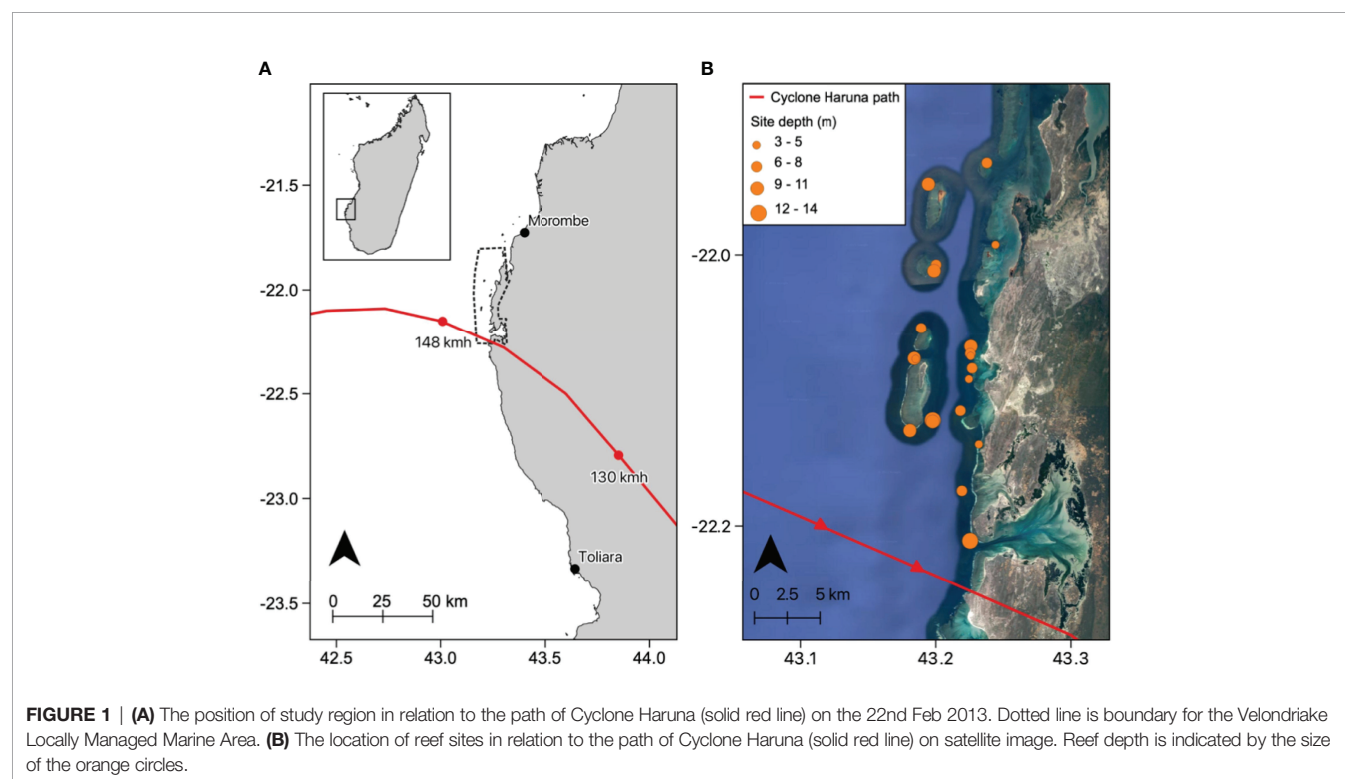 A
-21.5
-22.0
-22.5
-23.0
-23.5
Morombe
148 kmh
130 kmh
Toliara
0 25 50 km
42.5 43.0 43.5 44.0
B
Cyclone Haruna path
Site depth (m)
3 - 5
6 - 8
9 - 11
12 - 14
-22.0
-22.2
0 2.5 5 km
43.1 43.2 43.3
FIGURE 1 | (A) The position of study region in relation to the path of Cyclone Haruna (solid red line) on the 22nd Feb 2013. Dotted line is boundary for the Velondriake
Locally Managed Marine Area. (B) The location of reef sites in relation to the path of Cyclone Haruna (solid red line) on satellite image. Reef depth is indicated by the size
of the orange circles.